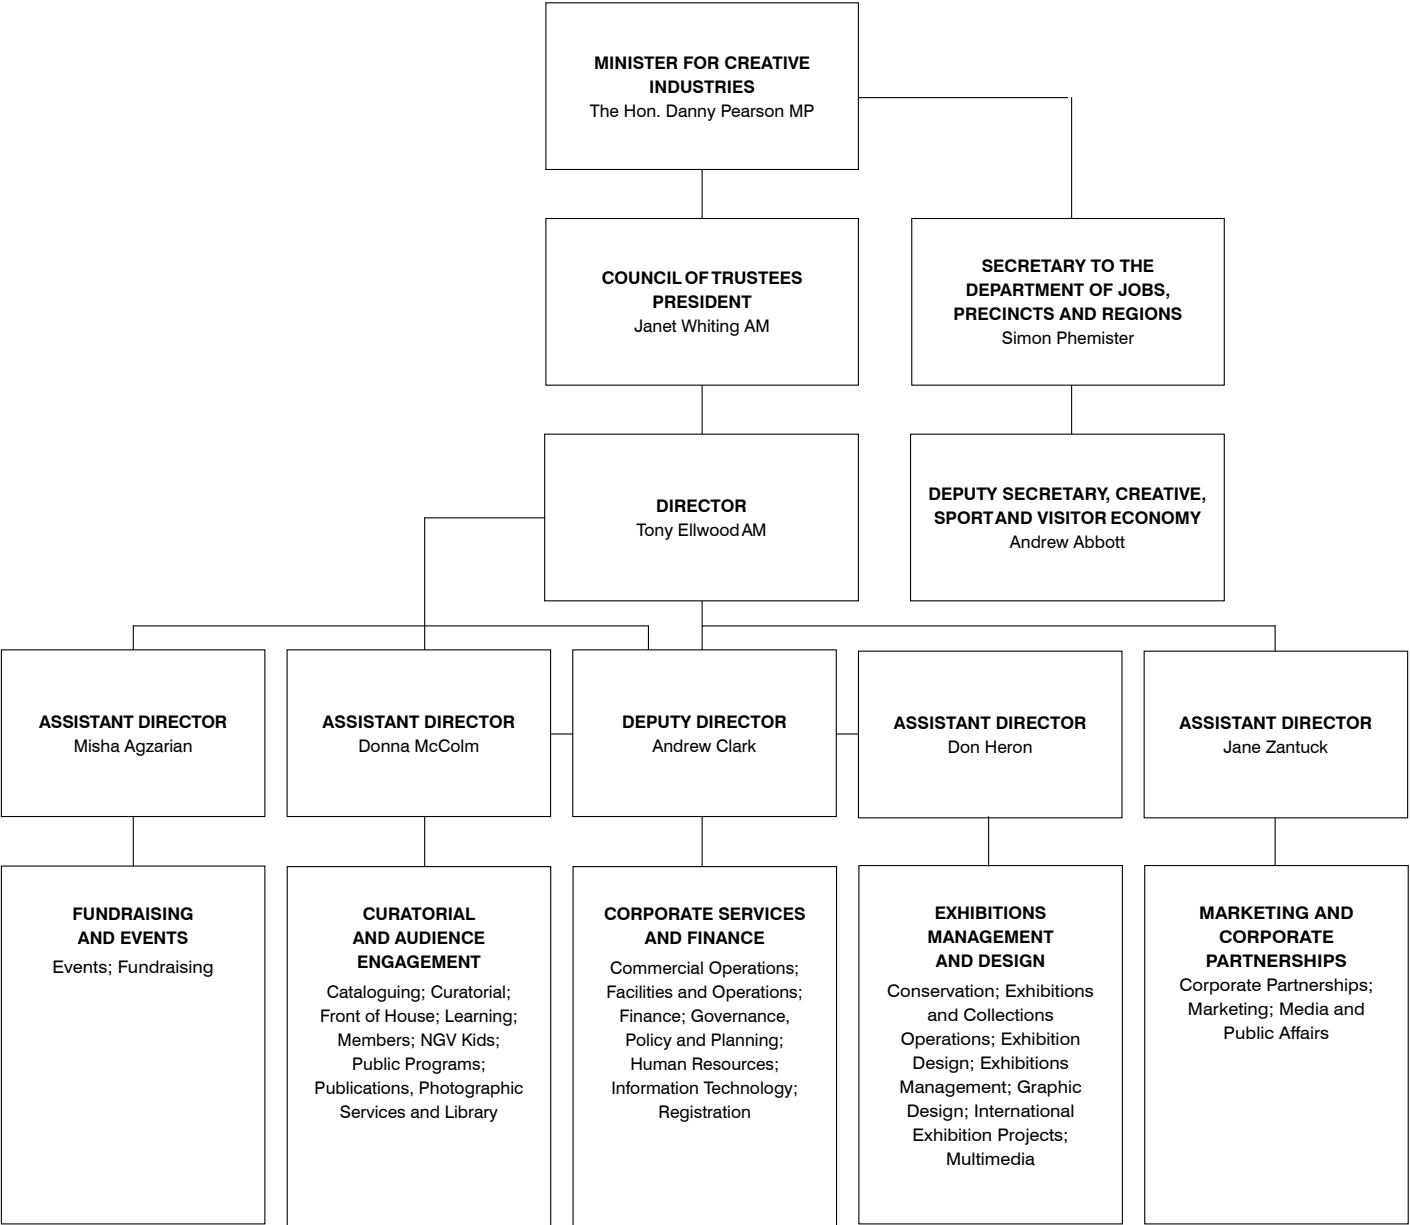 MINISTER FOR CREATIVE
INDUSTRIES
The Hon. Danny Pearson MP
COUNCIL OF TRUSTEES
PRESIDENT
Janet Whiting AM
SECRETARY TO THE
DEPARTMENT OF JOBS,
PRECINCTS AND REGIONS
Simon Phemister
DIRECTOR
Tony Ellwood AM
DEPUTY SECRETARY, CREATIVE,
SPORT AND VISITOR ECONOMY
Andrew Abbott
ASSISTANT DIRECTOR
Misha Agzarian
ASSISTANT DIRECTOR
Donna McColm
DEPUTY DIRECTOR
Andrew Clark
ASSISTANT DIRECTOR
Don Heron
ASSISTANT DIRECTOR
Jane Zantuck
FUNDRAISING
AND EVENTS
Events; Fundraising
CURATORIAL
AND AUDIENCE
ENGAGEMENT
Cataloguing; Curatorial;
Front of House; Learning;
Members; NGV Kids;
Public Programs;
Publications, Photographic
Services and Library
CORPORATE SERVICES
AND FINANCE
Commercial Operations;
Facilities and Operations;
Finance; Governance,
Policy and Planning;
Human Resources;
Information Technology;
Registration
EXHIBITIONS
MANAGEMENT
AND DESIGN
Conservation; Exhibitions
and Collections
Operations; Exhibition
Design; Exhibitions
Management; Graphic
Design; International
Exhibition Projects;
Multimedia
MARKETING AND
CORPORATE
PARTNERSHIPS
Corporate Partnerships;
Marketing; Media and
Public Affairs